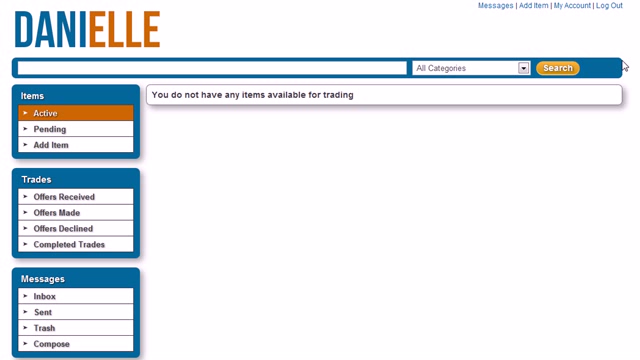 Messages | Add Item | My Account | Log Out
DANIELLE
All Categories
Search
Items
Active
Pending
Add Item
You do not have any items available for trading
Trades
Offers Received
Offers Made
Offers Declined
Completed Trades
Messages
Inbox
Sent
Trash
Compose